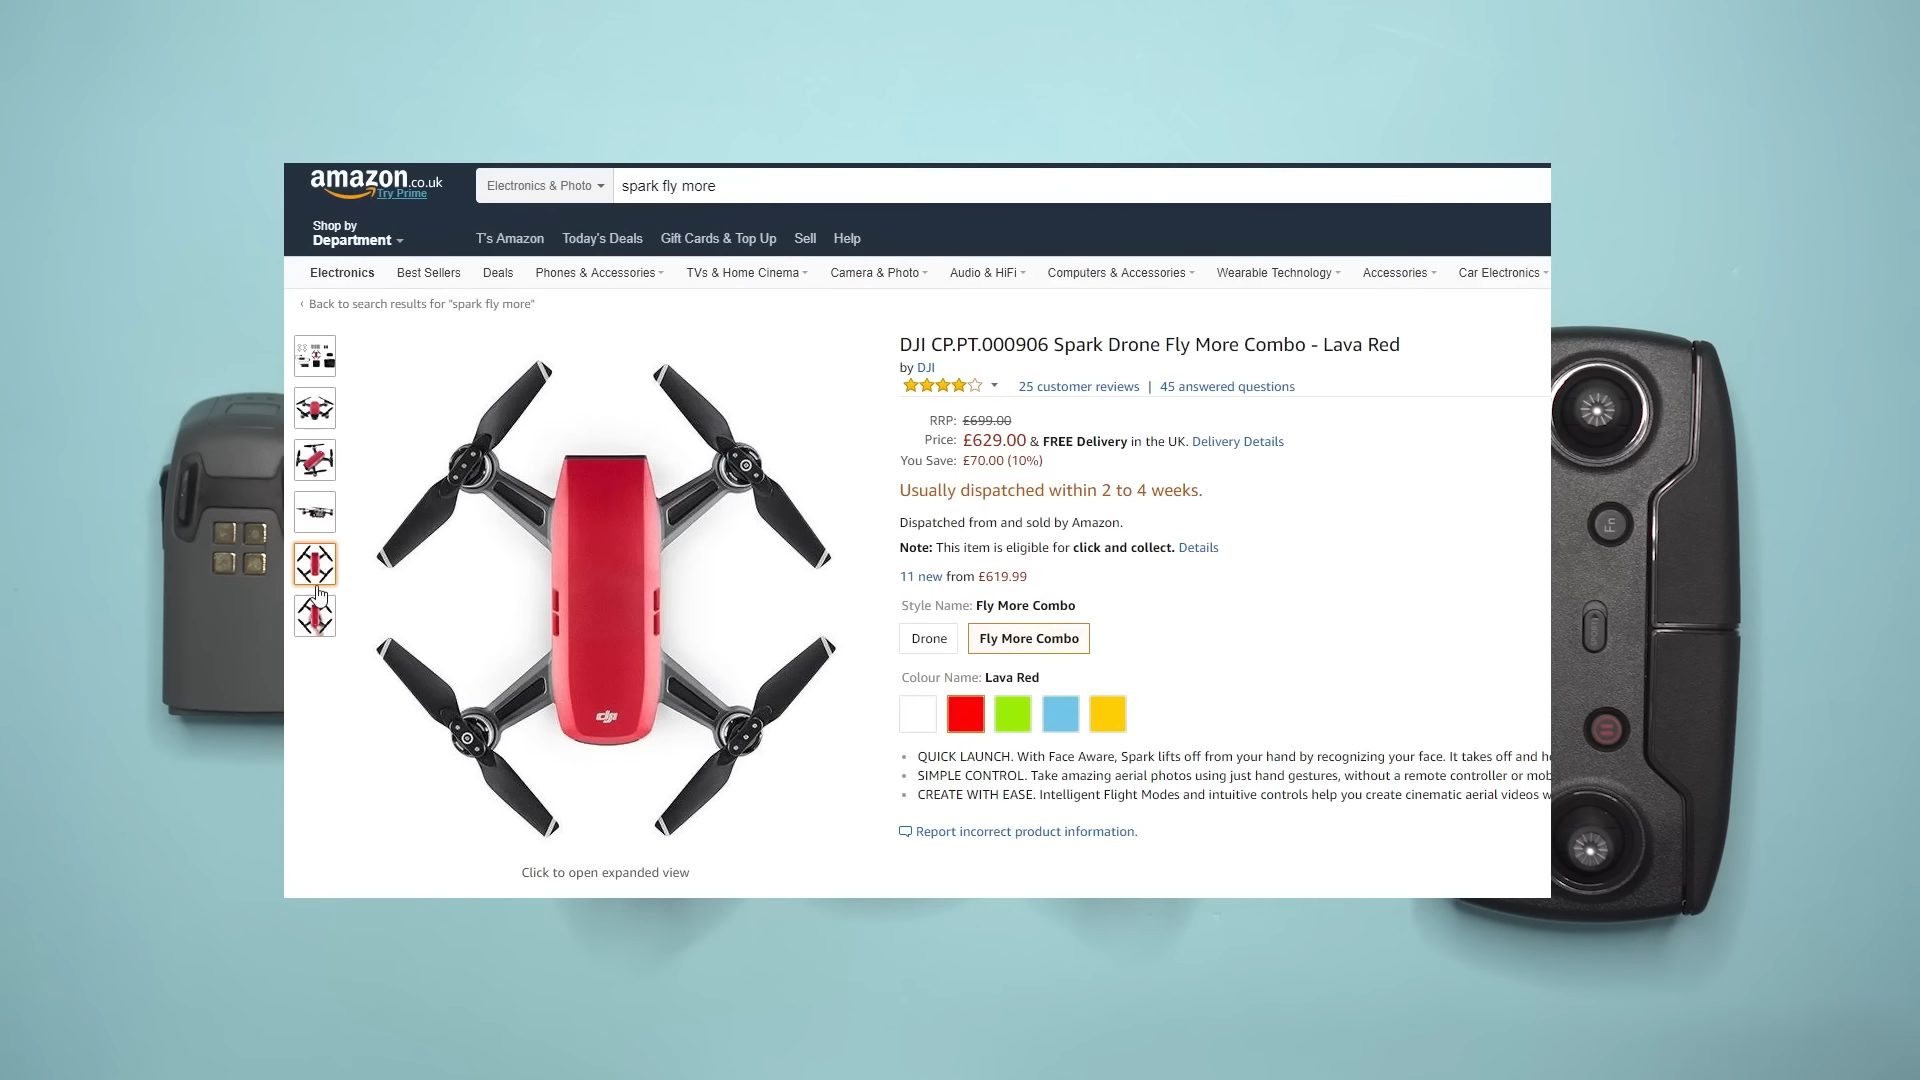 amazon.co.uk
Try Prime
Electronics & Photo
spark fly more
Shop by
Department
T's Amazon Today's Deals Gift Cards & Top Up Sell Help
Electronics Best Sellers Deals Phones & Accessories TVs & Home Cinema Camera & Photo Audio & HiFi Computers & Accessories Wearable Technology Accessories Car Electronics
‹ Back to search results for "spark fly more"
DJI CP.PT.000906 Spark Drone Fly More Combo - Lava Red
by DJI
25 customer reviews | 45 answered questions
RRP: £699.00
Price: £629.00 & FREE Delivery in the UK. Delivery Details
You Save: £70.00 (10%)
Usually dispatched within 2 to 4 weeks.
Dispatched from and sold by Amazon.
Note: This item is eligible for click and collect. Details
11 new from £619.99
Style Name: Fly More Combo
Drone Fly More Combo
Colour Name: Lava Red
• QUICK LAUNCH. With Face Aware, Spark lifts off from your hand by recognizing your face. It takes off and
• SIMPLE CONTROL. Take amazing aerial photos using just hand gestures, without a remote controller or
• CREATE WITH EASE. Intelligent Flight Modes and intuitive controls help you create cinematic aerial videos
Report incorrect product information.
Click to open expanded view
dji
Fn
SPORT